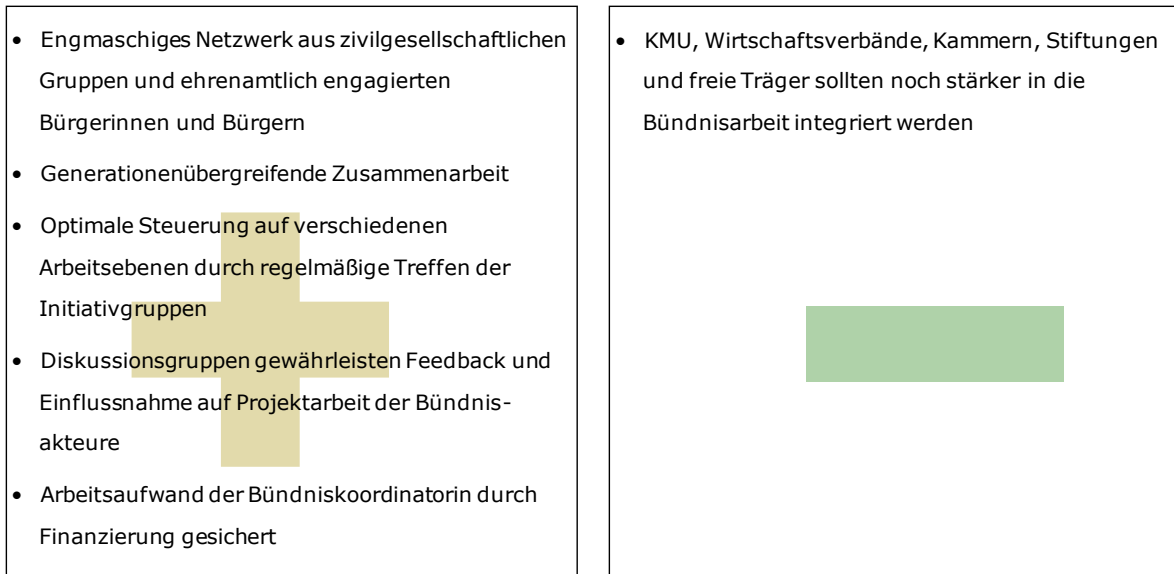 • Engmaschiges Netzwerk aus zivilgesellschaftlichen
Gruppen und ehrenamtlich engagierten
Bürgerinnen und Bürgern
• Generationenübergreifende Zusammenarbeit
• Optimale Steuerung auf verschiedenen
Arbeitsebenen durch regelmäßige Treffen der
Initiativgruppen
• Diskussionsgruppen gewährleisten Feedback und
Einflussnahme auf Projektarbeit der Bündnis-
akteure
• Arbeitsaufwand der Bündniskoordinatorin durch
Finanzierung gesichert
• KMU, Wirtschaftsverbände, Kammern, Stiftungen
und freie Träger sollten noch stärker in die
Bündnisarbeit integriert werden